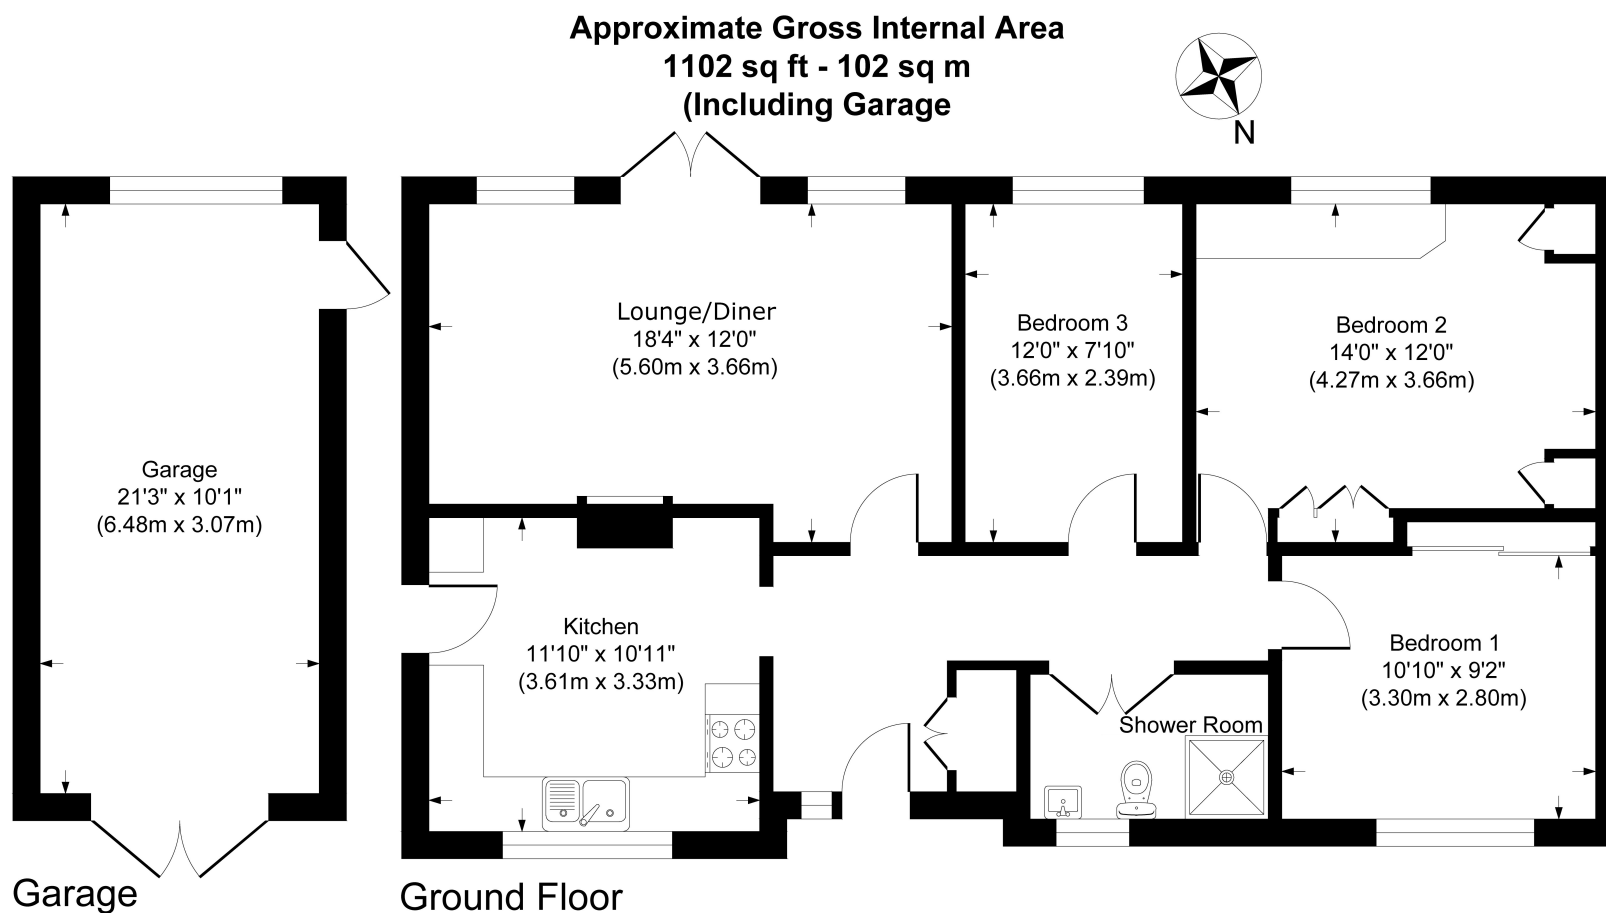 Approximate Gross Internal Area
1102 sq ft - 102 sq m
(Including Garage
N
Lounge/Diner
18'4" x 12'0"
(5.60m x 3.66m)
Bedroom 3
12'0" x 7'10"
(3.66m x 2.39m)
Bedroom 2
14'0" x 12'0"
(4.27m x 3.66m)
Garage
21'3" x 10'1"
(6.48m x 3.07m)
Kitchen
11'10" x 10'11"
(3.61m x 3.33m)
Bedroom 1
10'10" x 9'2"
(3.30m x 2.80m)
Shower Room
Garage
Ground Floor